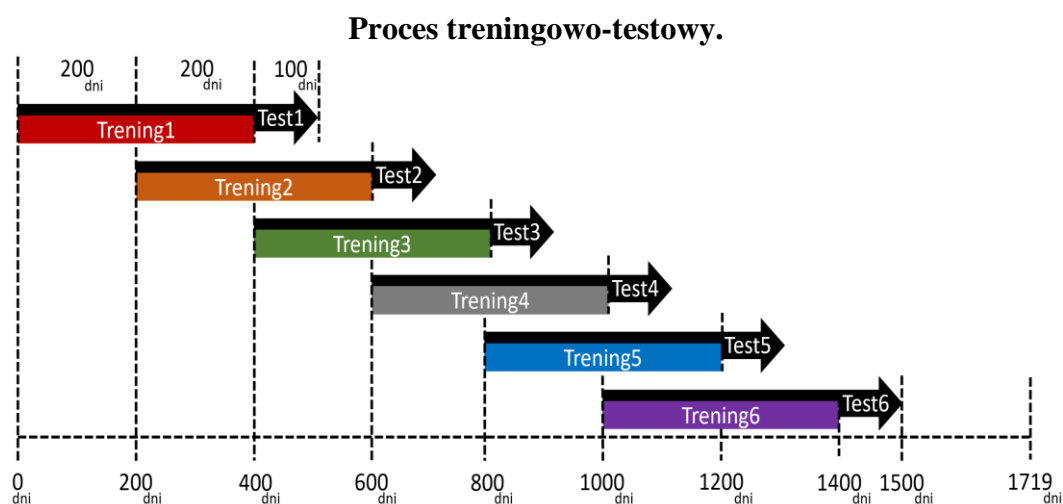 Proces treningowo-testowy.
200 dni 200 dni 100 dni
Trening1 Test1
Trening2 Test2
Trening3 Test3
Trening4 Test4
Trening5 Test5
Trening6 Test6
0 dni 200 dni 400 dni 600 dni 800 dni 1000 dni 1200 dni 1400 dni 1500 dni 1719 dni